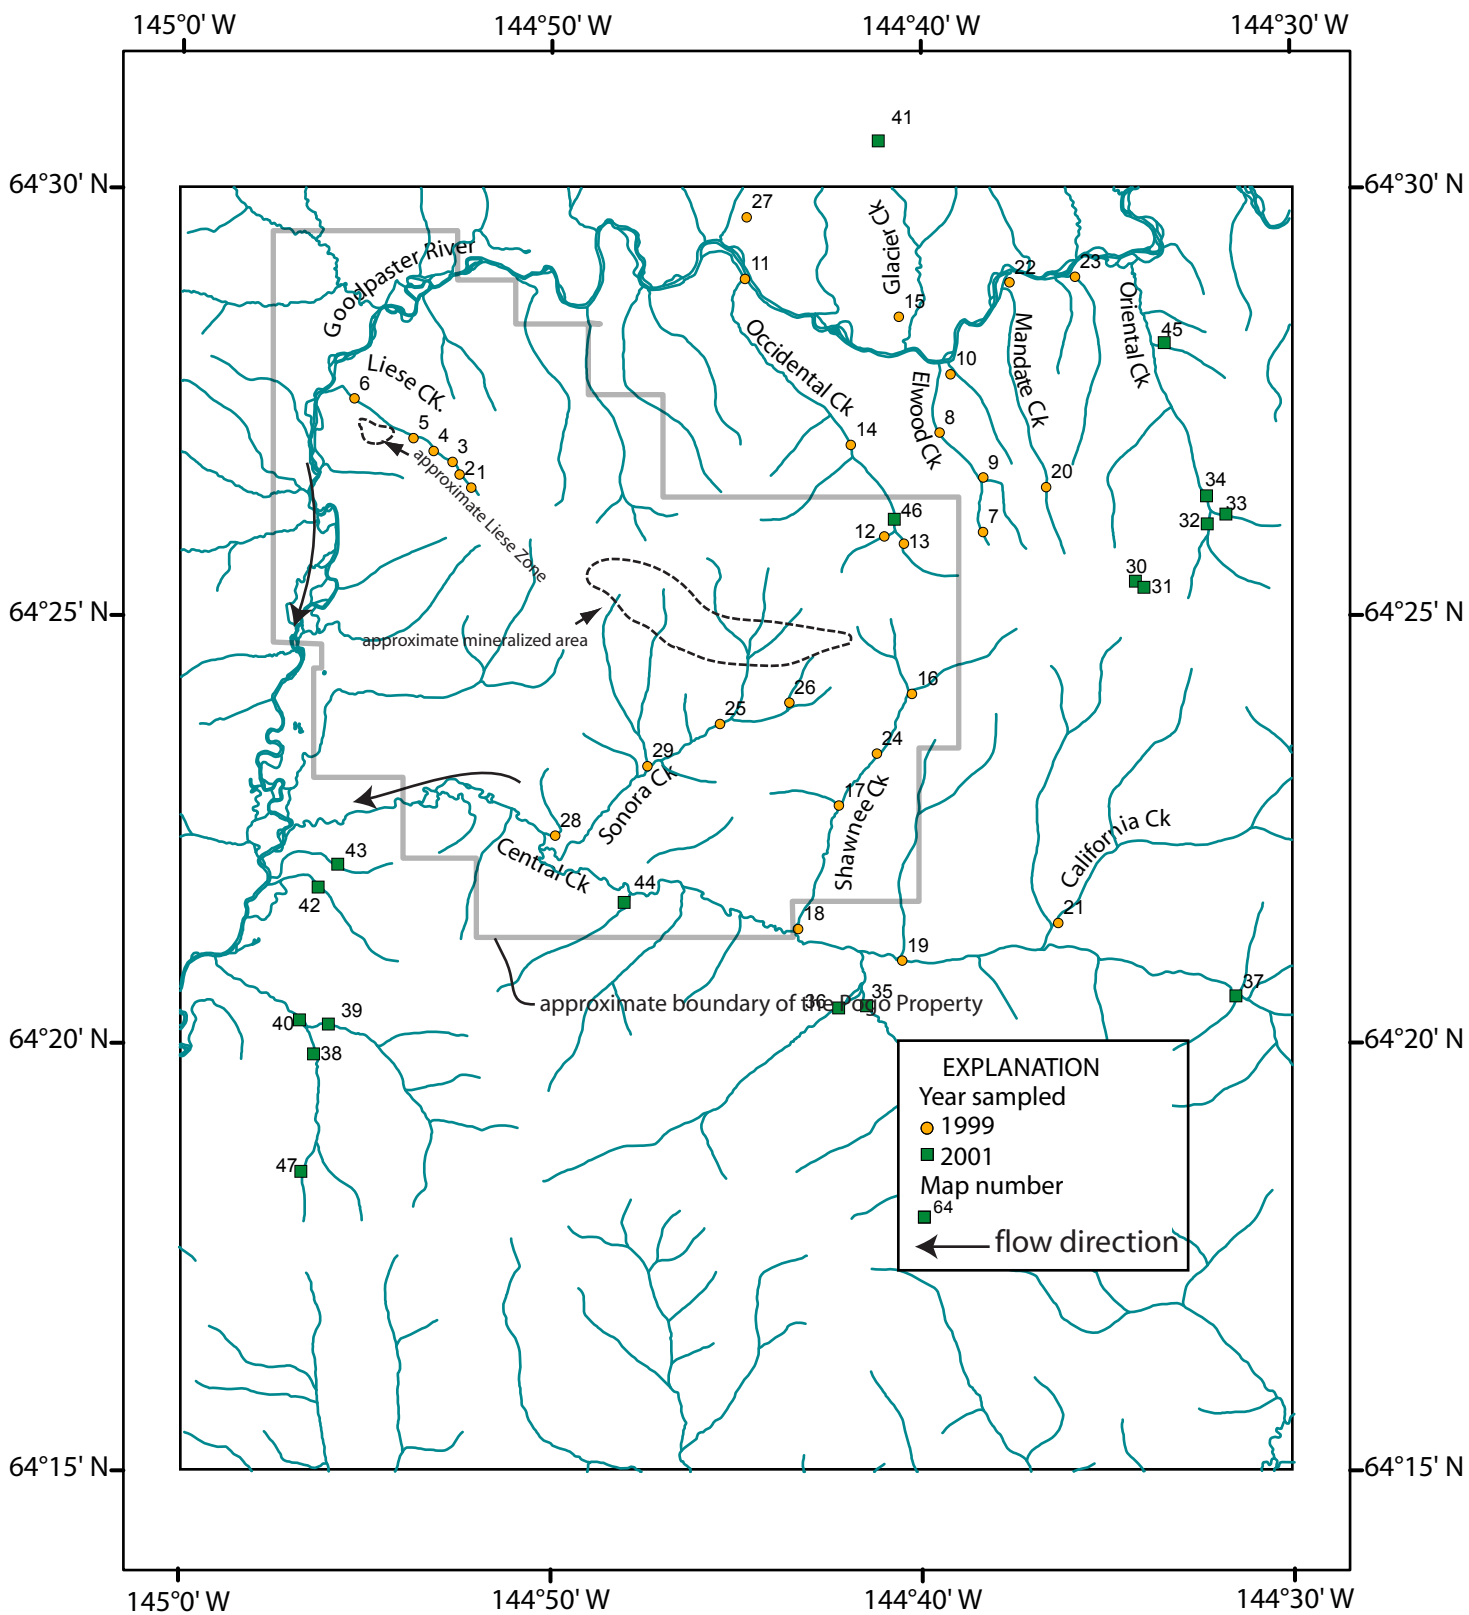 145°0' W
144°50' W
144°40' W
144°30' W
41
64°30' N
64°30' N
27
Glacier Ck
Goodpaster River
11
22
23
15
Oriental Ck
Mandate Ck
45
Occidental Ck
10
Liese CK.
Elwood Ck
6
8
5
14
4
3
9
21
20
approximate Liese Zone
34
33
46
32
12
13
7
30
31
64°25' N
64°25' N
approximate mineralized area
16
26
25
24
29
17
Sonora Ck
Shawnee Ck
28
California Ck
43
Central Ck
44
42
18
21
19
37
35
36
approximate boundary of the Pogo Property
39
40
38
64°20' N
64°20' N
EXPLANATION
Year sampled
1999
2001
Map number
64
flow direction
47
64°15' N
64°15' N
145°0' W
144°50' W
144°40' W
144°30' W